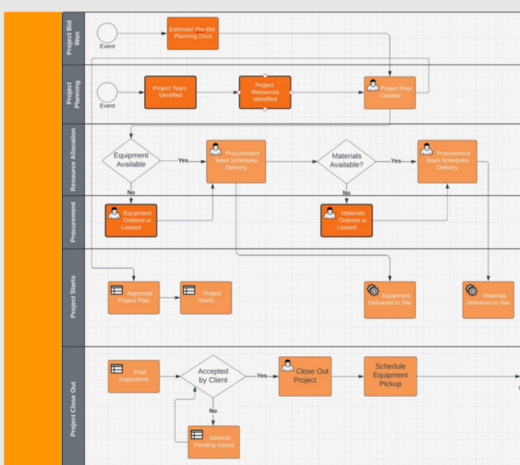 Project Bid
Won
Event
Estimate/ Pre-Bid
Planning Docs
Project
Planning
Event
Project Team
Identified
Project
Resources
Identified
Project Plan
Created
Resource Allocation
Equipment
Available
Yes
Procurement
Team Schedules
Delivery
Materials
Available?
Yes
Procurement
Team Schedules
Delivery
No
No
Procurement
Equipment
Ordered or
Leased
Materials
Ordered or
Leased
Project Starts
Approved
Project Plan
Project
Starts
Equipment
Delivered to Site
Materials
Delivered to Site
Project Close Out
Final
Inspections
Accepted
by Client
Yes
Close Out
Project
Schedule
Equipment
Pickup
No
Address
Pending Issues